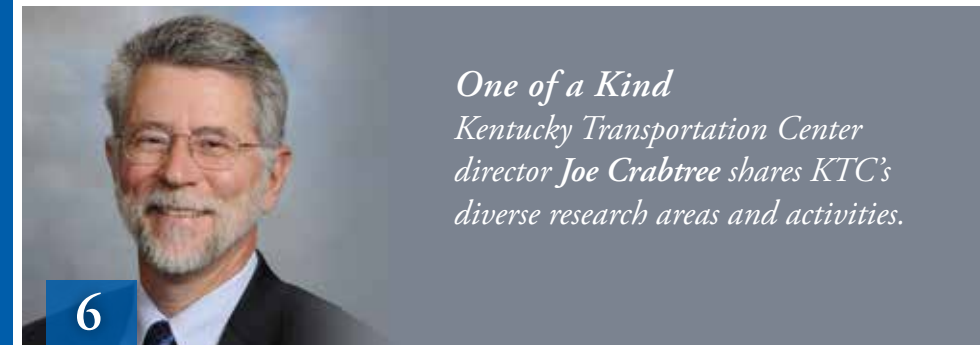 One of a Kind
Kentucky Transportation Center
director Joe Crabtree shares KTC’s
diverse research areas and activities.
6